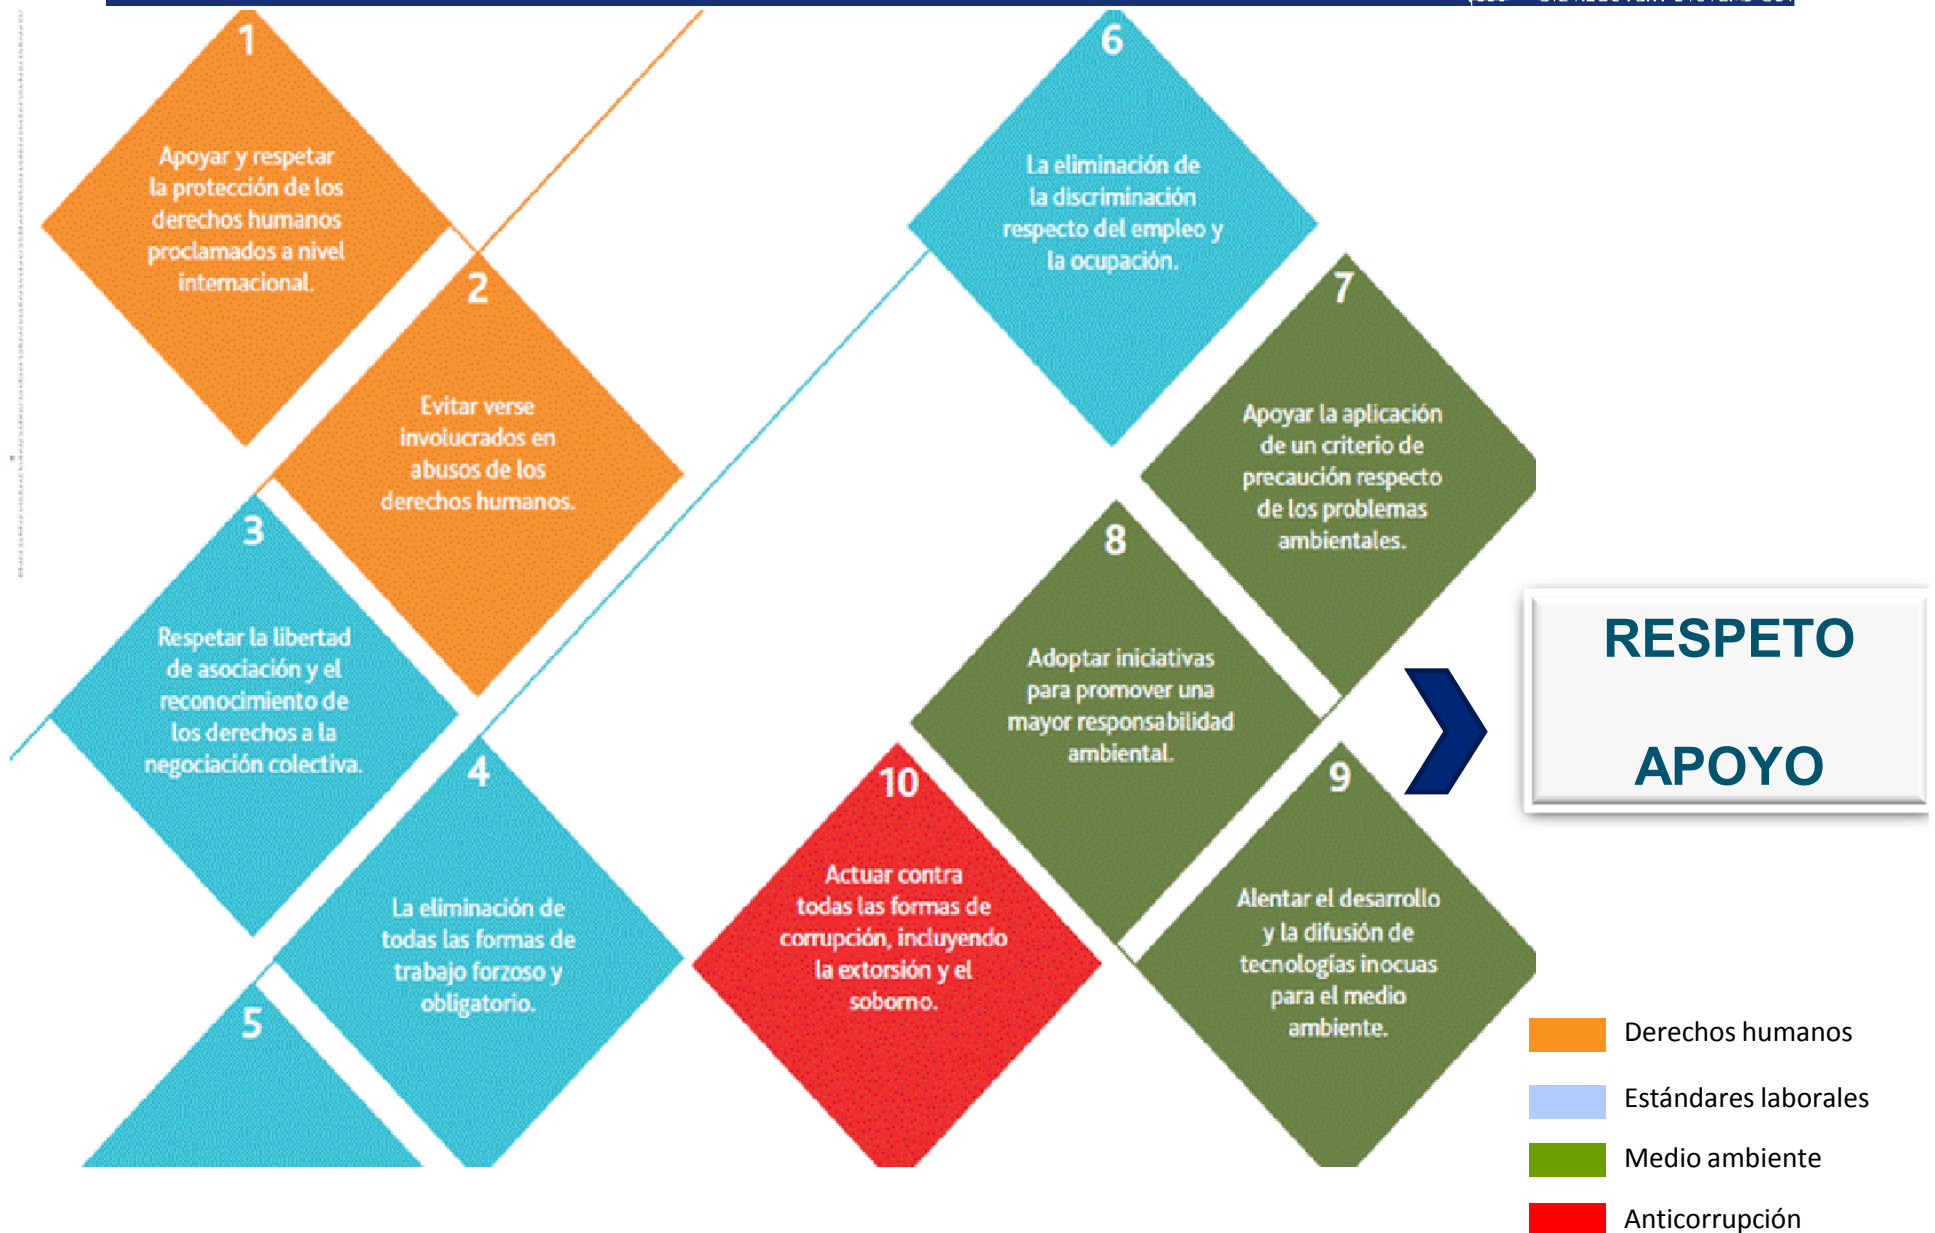 1
Apoyar y respetar
la protección de los
derechos humanos
proclamados a nivel
internacional.
2
Evitar verse
involucrados en
abusos de los
derechos humanos.
3
Respetar la libertad
de asociación y el
reconocimiento de
los derechos a la
negociación colectiva.
4
La eliminación de
todas las formas de
trabajo forzoso y
obligatorio.
5
6
La eliminación de
la discriminación
respecto del empleo y
la ocupación.
7
Apoyar la aplicación
de un criterio de
precaución respecto
de los problemas
ambientales.
8
Adoptar iniciativas
para promover una
mayor responsabilidad
ambiental.
9
Alentar el desarrollo
y la difusión de
tecnologías inocuas
para el medio
ambiente.
10
Actuar contra
todas las formas de
corrupción, incluyendo
la extorsión y el
soborno.
RESPETO
APOYO
Derechos humanos
Estándares laborales
Medio ambiente
Anticorrupción